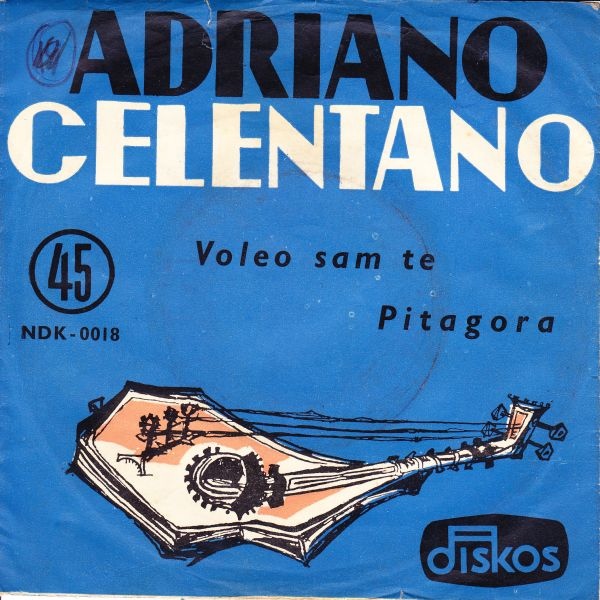 ADRIANO
CELENTANO
45
Voleo sam te
NDK-0018
Pitagora
diskos